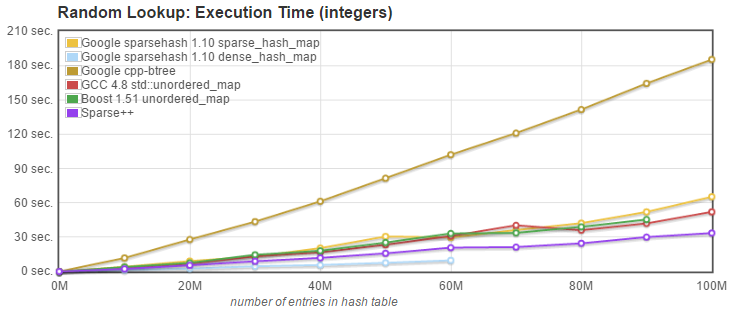 Random Lookup: Execution Time (integers)
210 sec.
180 sec.
150 sec.
120 sec.
90 sec.
60 sec.
30 sec.
0 sec.
Google sparsehash 1.10 sparse_hash_map
Google sparsehash 1.10 dense_hash_map
Google cpp-btree
GCC 4.8 std::unordered_map
Boost 1.51 unordered_map
Sparse++
0M 20M 40M 60M 80M 100M
number of entries in hash table